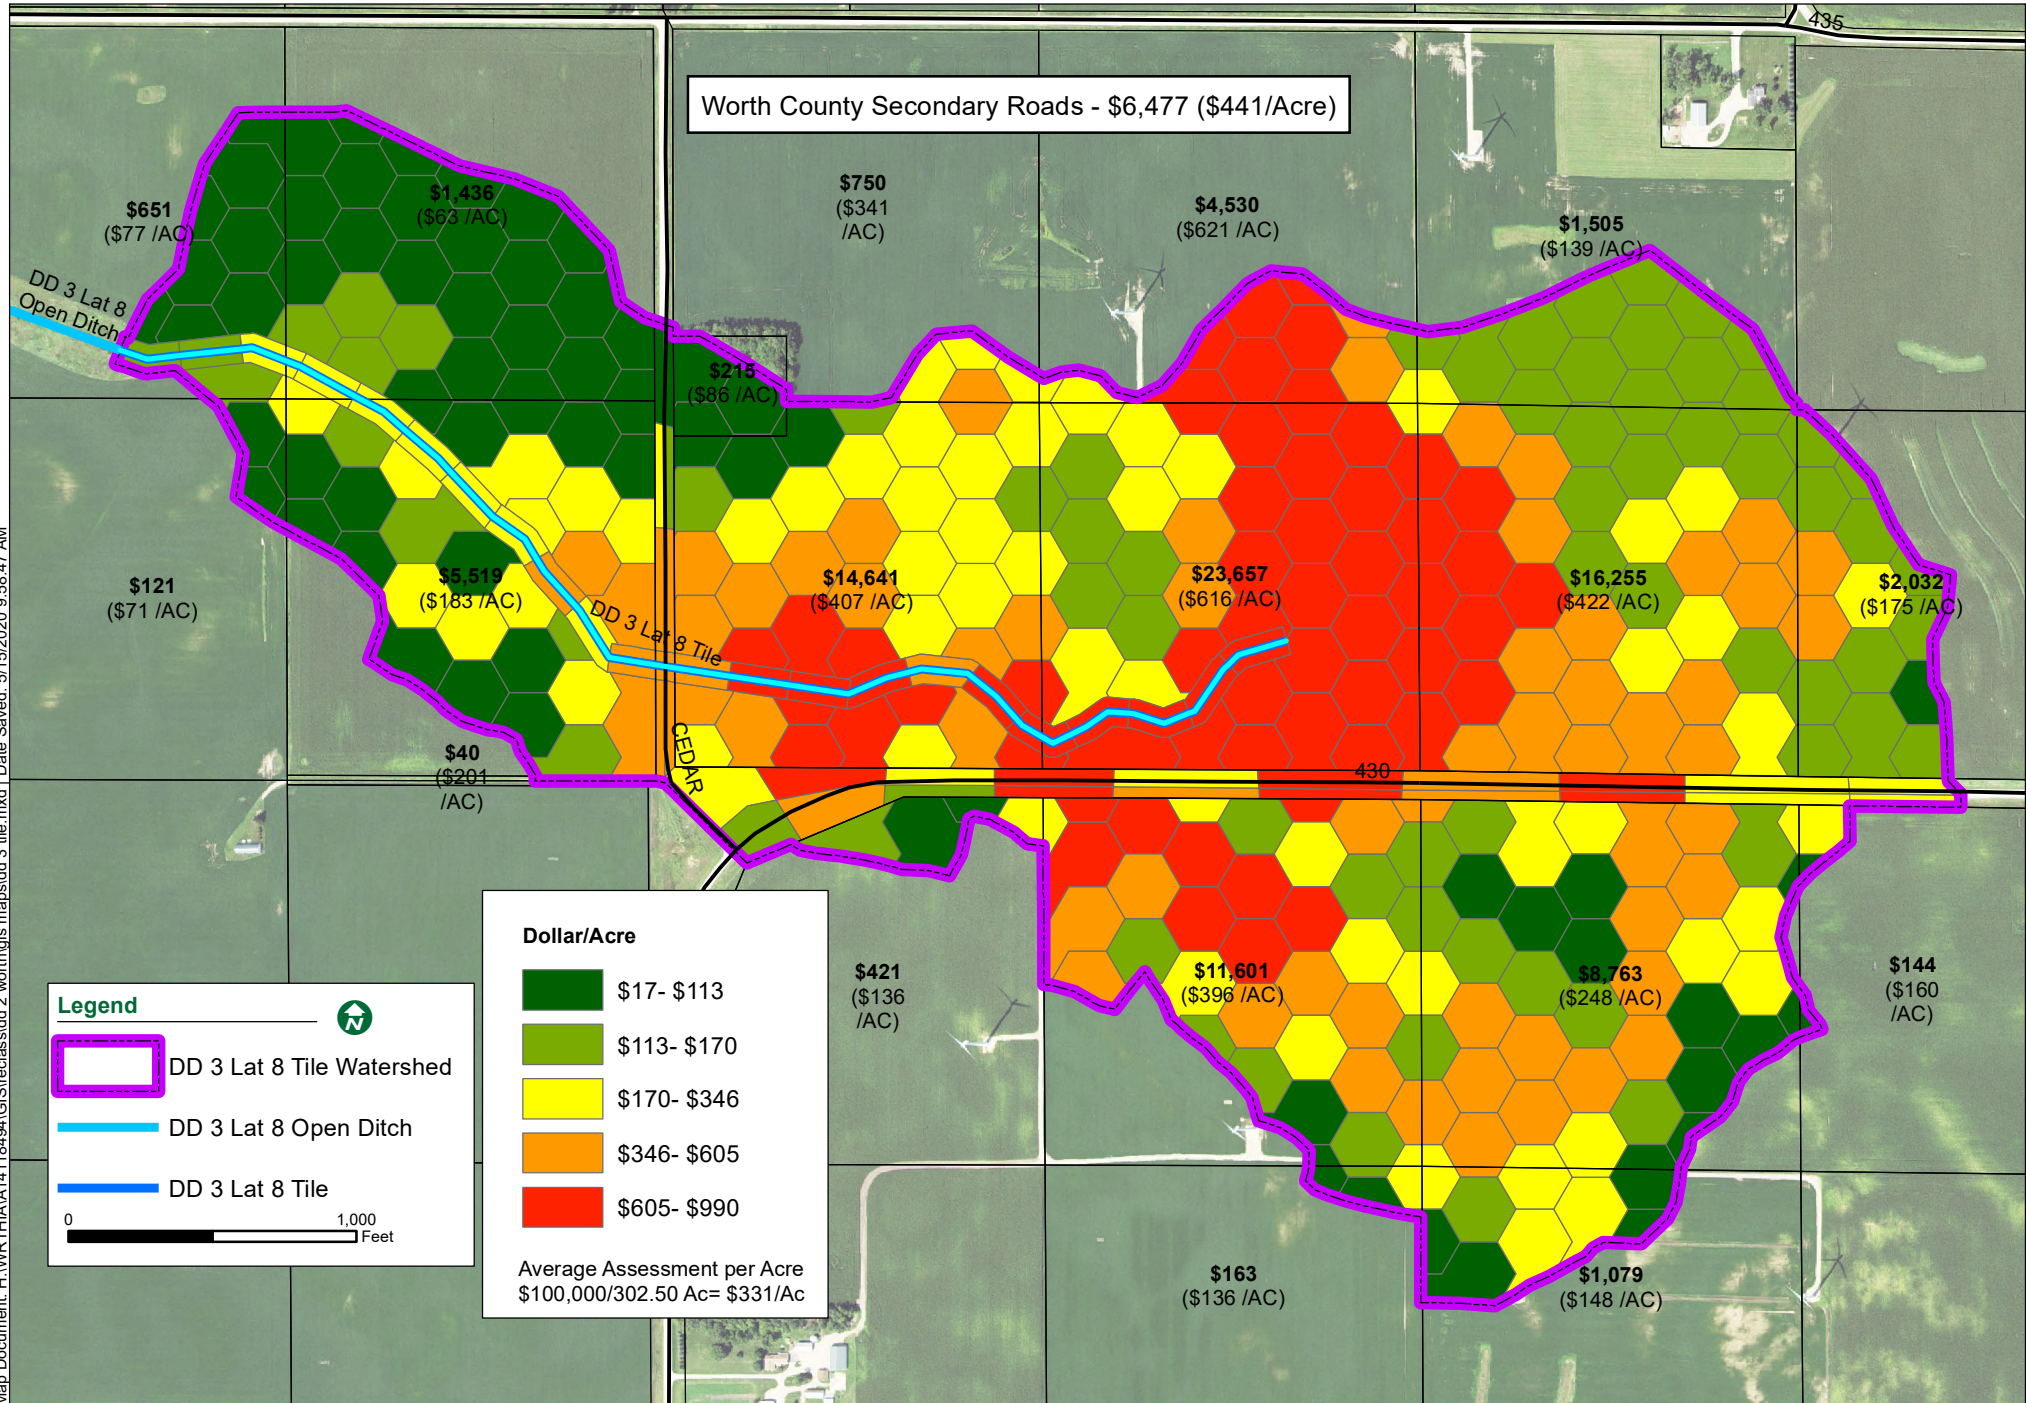 435
Worth County Secondary Roads - $6,477 ($441/Acre)
$651
($77 /AC)
$1,436
($63 /AC)
$750
($341
/AC)
$4,530
($621 /AC)
$1,505
($139 /AC)
DD 3 Lat 8
Open Ditch
$215
($86 /AC)
$121
($71 /AC)
$5,519
($183 /AC)
$14,641
($407 /AC)
$23,657
($616 /AC)
$16,255
($422 /AC)
$2,032
($175 /AC)
DD 3 Lat 8 Tile
CEDAR
430
$40
($201
/AC)
$421
($136
/AC)
$11,601
($396 /AC)
$8,763
($248 /AC)
$144
($160
/AC)
$163
($136 /AC)
$1,079
($148 /AC)
Legend
N
DD 3 Lat 8 Tile Watershed
DD 3 Lat 8 Open Ditch
DD 3 Lat 8 Tile
0 1,000
Feet
Dollar/Acre
$17- $113
$113- $170
$170- $346
$346- $605
$605- $990
Average Assessment per Acre
$100,000/302.50 Ac= $331/Ac